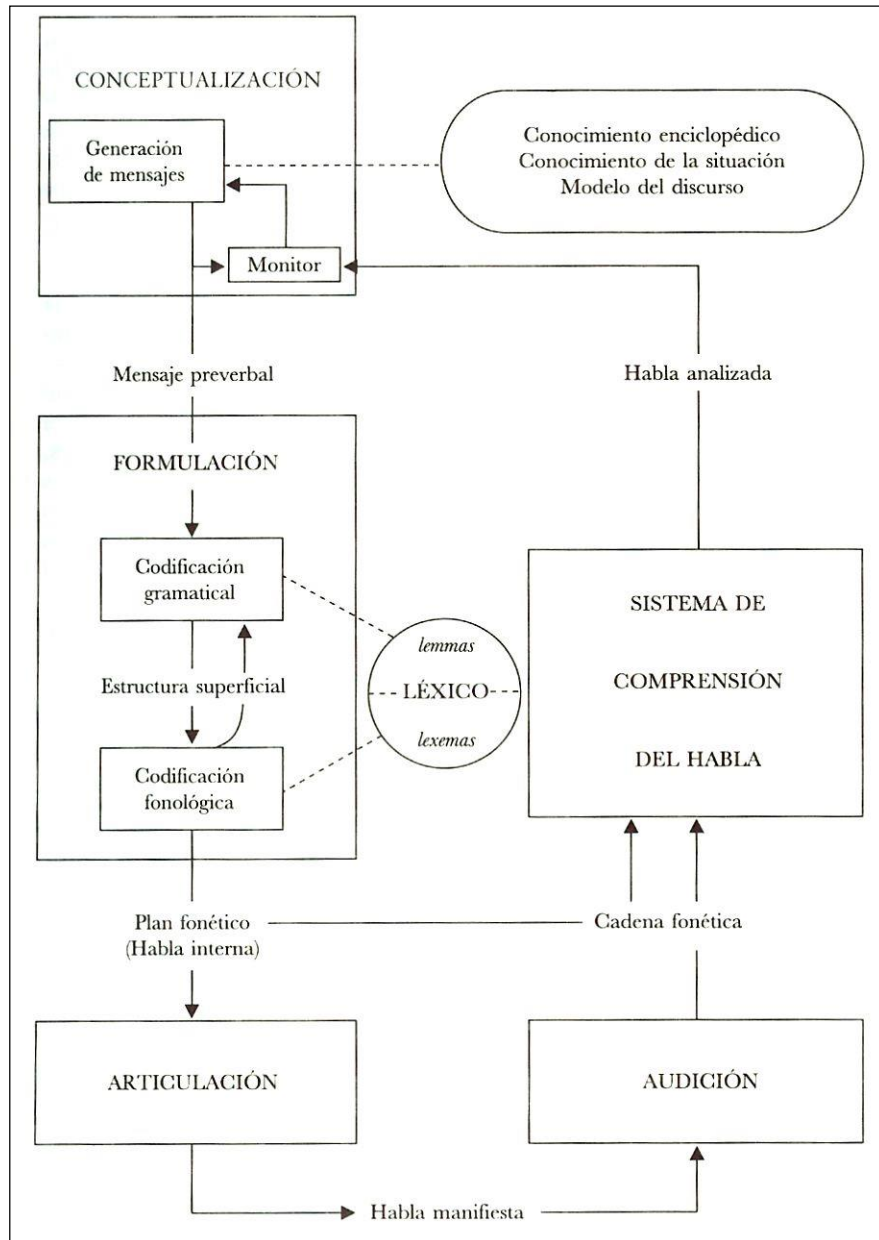 CONCEPTUALIZACIÓN
Generación
de mensajes
Conocimiento enciclopédico
Conocimiento de la situación
Modelo del discurso
Monitor
Mensaje preverbal
Habla analizada
FORMULACIÓN
Codificación
gramatical
Estructura superficial
Codificación
fonológica
lemmas
LÉXICO
lexemas
SISTEMA DE
COMPRENSIÓN
DEL HABLA
Plan fonético
(Habla interna)
Cadena fonética
ARTICULACIÓN
AUDICIÓN
Habla manifiesta